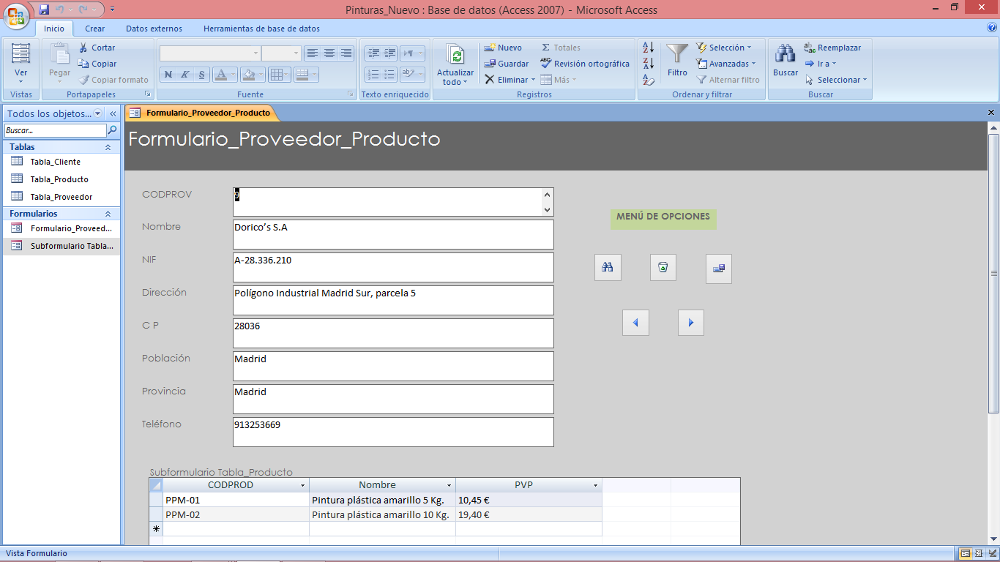 Pinturas_Nuevo : Base de datos (Access 2007) - Microsoft Access
Inicio Crear Datos externos Herramientas de base de datos
Ver
Vistas
Pegar
Cortar
Copiar
Copiar formato
Portapapeles
N K S A
Fuente
Texto enriquecido
Actualizar todo
Nuevo
Guardar
Eliminar
Totales
Revisión ortográfica
Más
Registros
Filtro
Selección
Avanzadas
Alternar filtro
Ordenar y filtrar
Buscar
Reemplazar
Ir a
Seleccionar
Buscar
Todos los objetos...
Buscar...
Tablas
Tabla_Cliente
Tabla_Producto
Tabla_Proveedor
Formularios
Formulario_Proveed...
Subformulario Tabla...
Formulario_Proveedor_Producto
Formulario_Proveedor_Producto
CODPROV 9
Nombre Dorico’s S.A
NIF A-28.336.210
Dirección Polígono Industrial Madrid Sur, parcela 5
C P 28036
Población Madrid
Provincia Madrid
Teléfono 913253669
MENÚ DE OPCIONES
Subformulario Tabla_Producto
CODPROD Nombre PVP
PPM-01 Pintura plástica amarillo 5 Kg. 10,45 €
PPM-02 Pintura plástica amarillo 10 Kg. 19,40 €
Vista Formulario